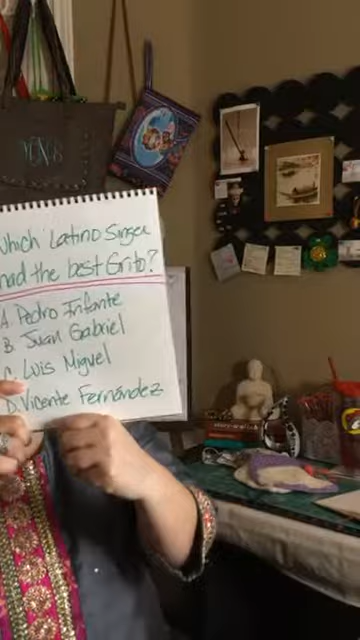 Which Latino Singer
had the best Grito?
A. Pedro Infante
B. Juan Gabriel
C. Luis Miguel
D. Vicente Fernández